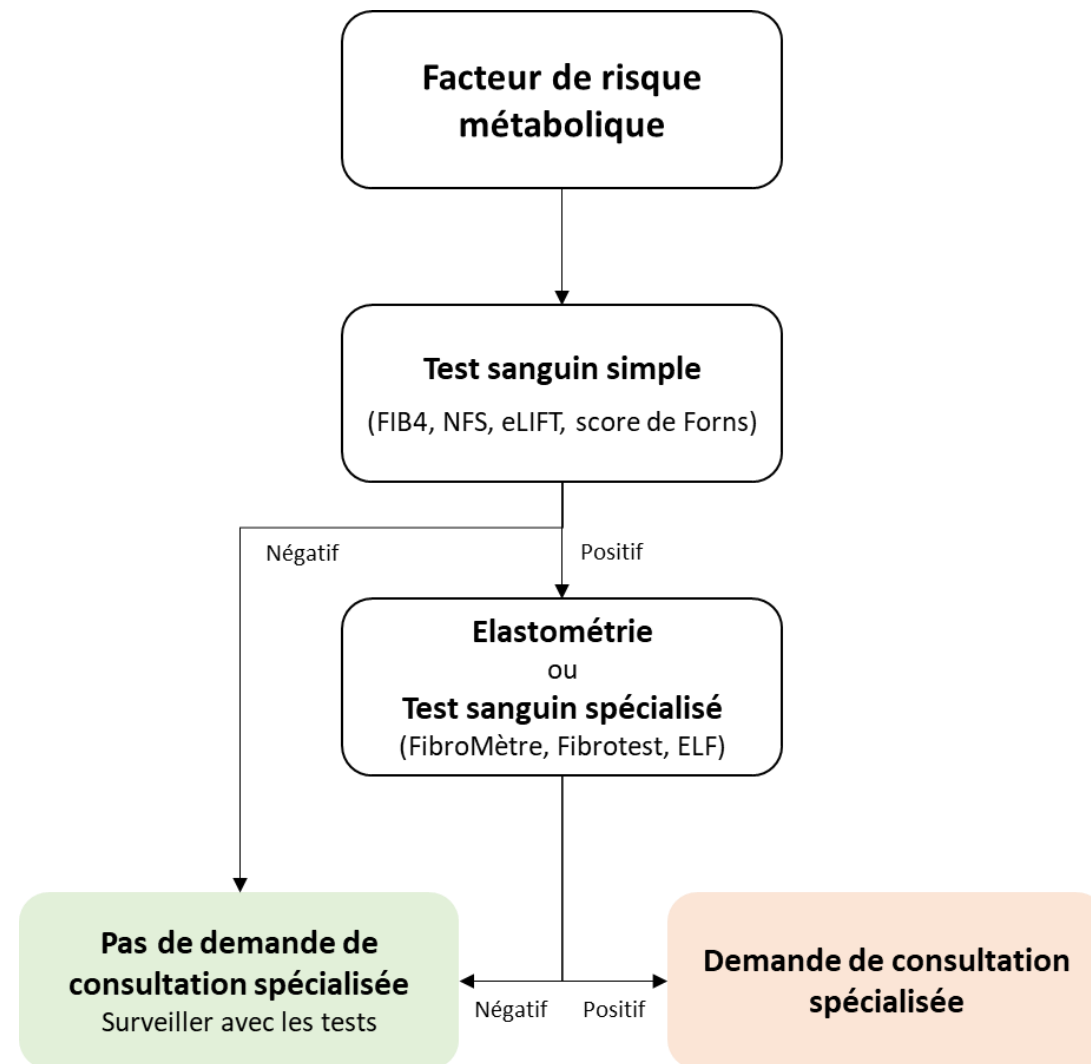 Facteur de risque
métabolique
Test sanguin simple
(FIB4, NFS, eLIFT, score de Forns)
Négatif
Positif
Elastométrie
ou
Test sanguin spécialisé
(FibroMètre, Fibrotest, ELF)
Pas de demande de
consultation spécialisée
Surveiller avec les tests
Négatif
Positif
Demande de consultation
spécialisée